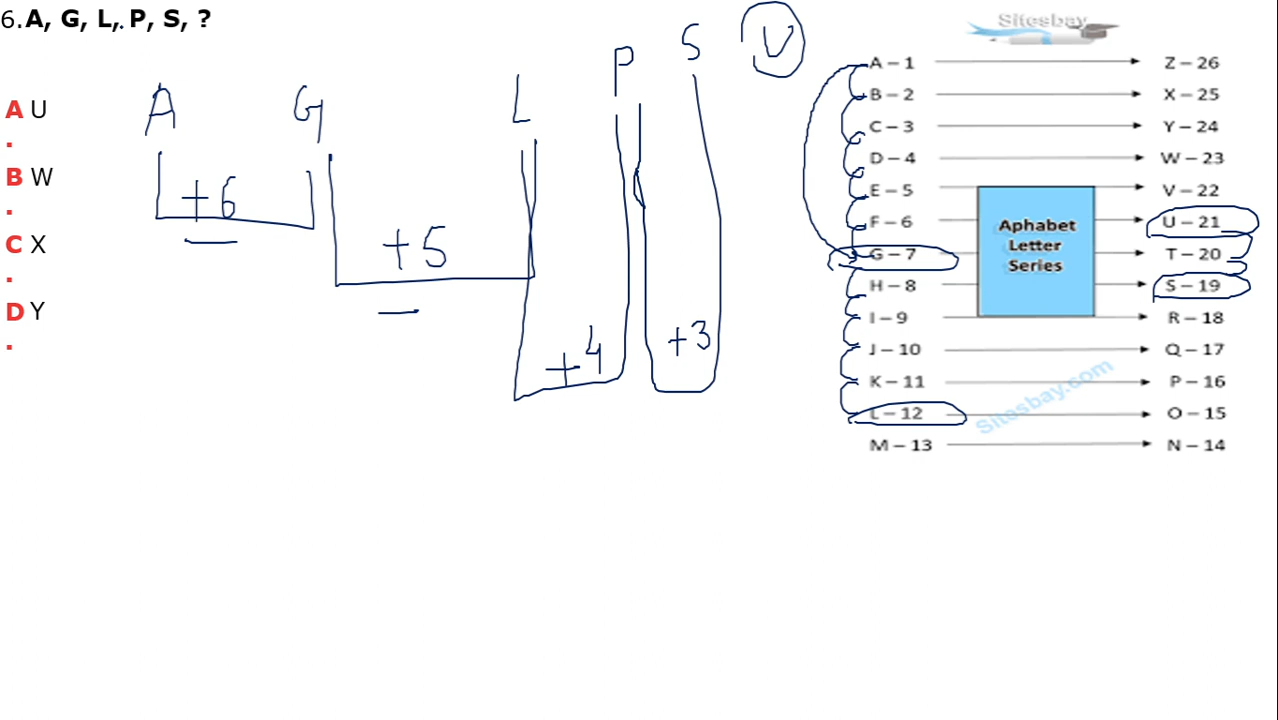 6.A, G, L,. P, S, ?
A U
.
B W
.
C X
.
D Y
.
A G L P S U
+6 +5 +4 +3
Sitesbay
A – 1 Z – 26
B – 2 X – 25
C – 3 Y – 24
D – 4 W – 23
E – 5 V – 22
F – 6 U – 21
G – 7 T – 20
H – 8 S – 19
I – 9 R – 18
J – 10 Q – 17
K – 11 P – 16
L – 12 O – 15
M – 13 N – 14
Aphabet
Letter
Series
Sitesbay.com